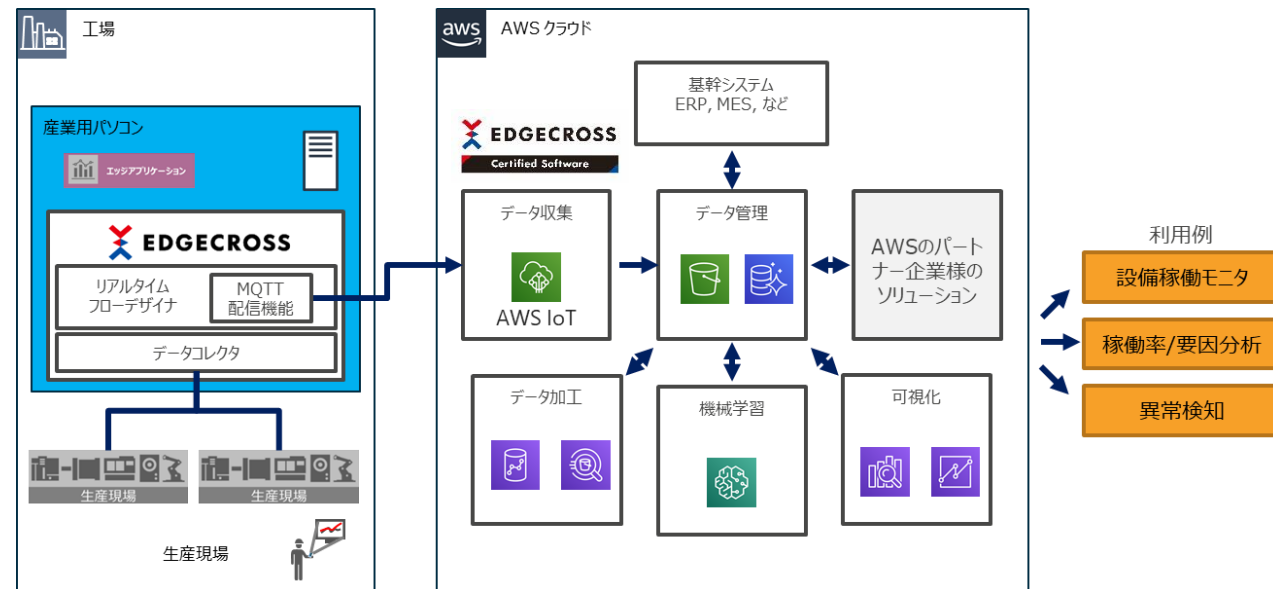 工場
産業用パソコン
エッジアプリケーション
EDGECROSS
リアルタイム
フローデザイナ
MQTT
配信機能
データコレクタ
生産現場
生産現場
生産現場
aws
AWS クラウド
基幹システム
ERP, MES, など
EDGECROSS
Certified Software
データ収集
AWS IoT
データ管理
AWSのパート
ナー企業様の
ソリューション
データ加工
機械学習
可視化
利用例
設備稼働モニタ
稼働率/要因分析
異常検知